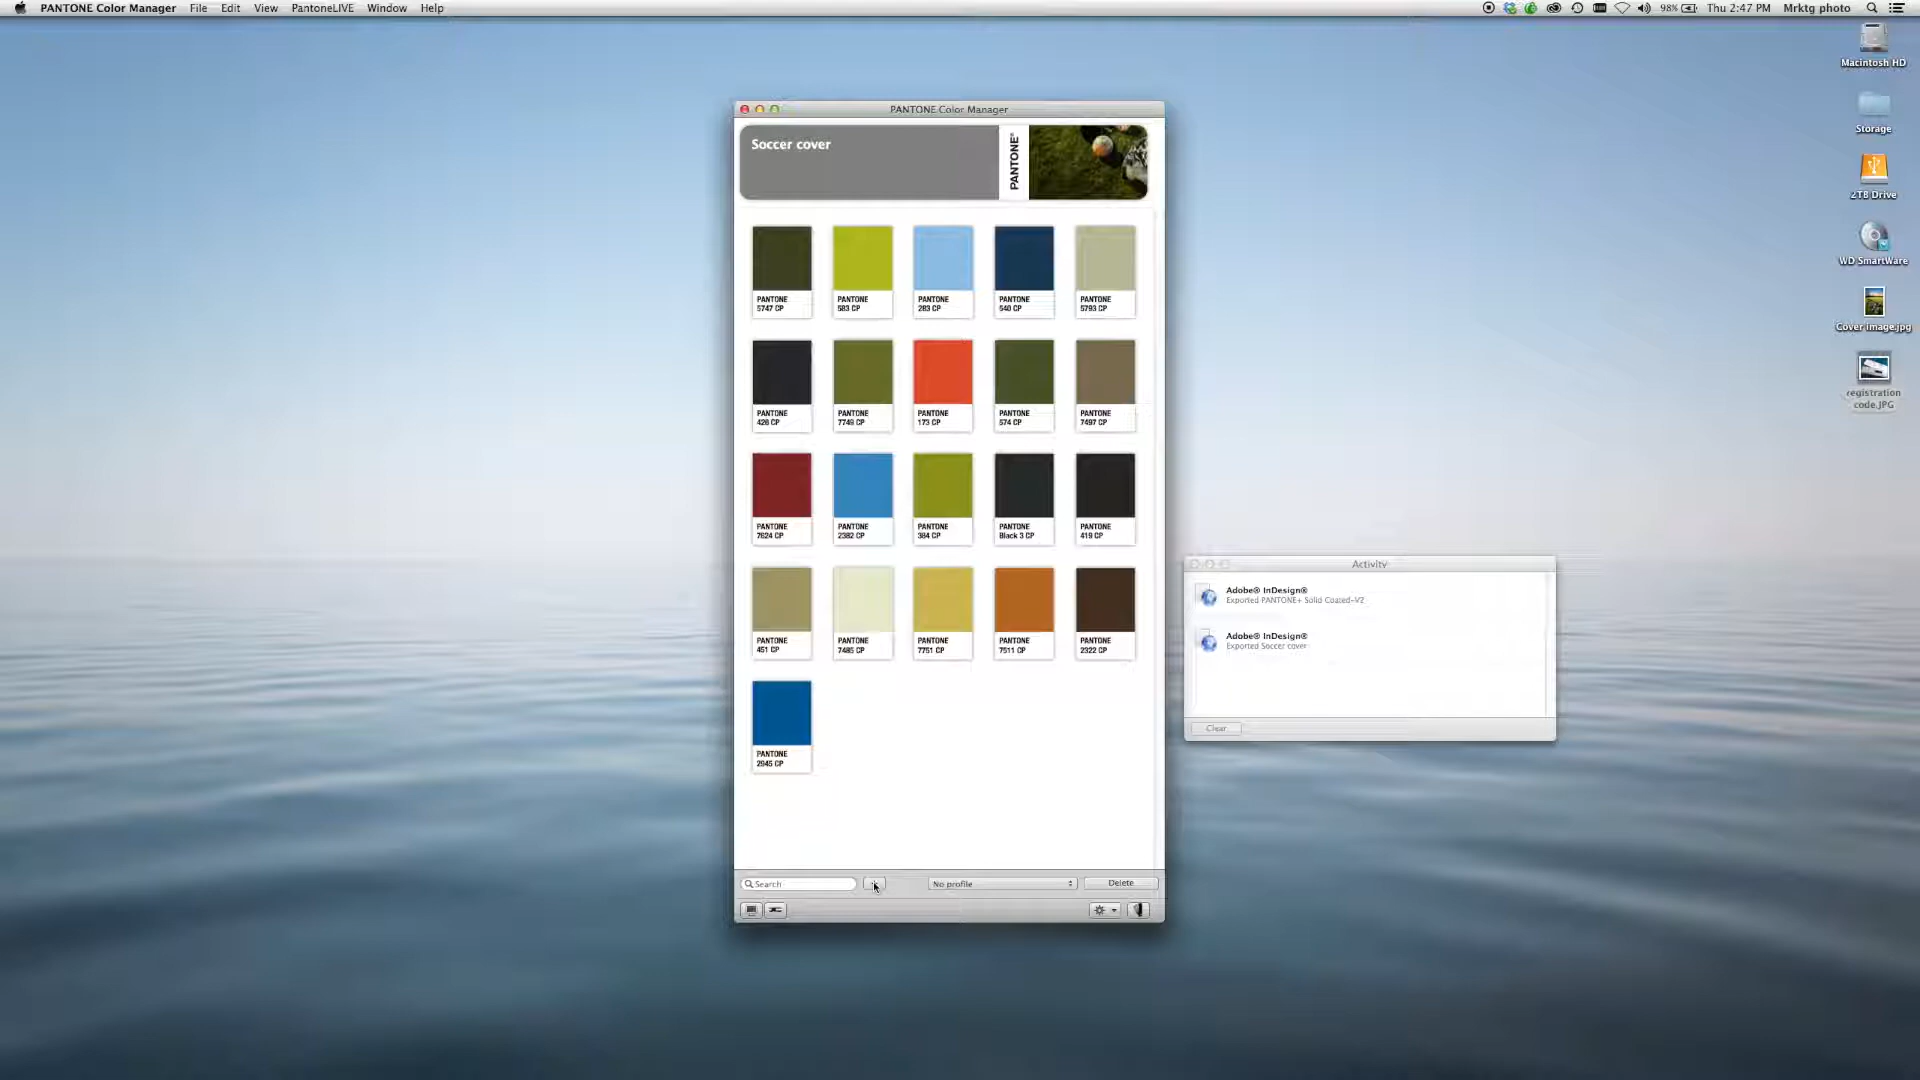 PANTONE Color Manager File Edit View PantoneLIVE Window Help
98% Thu 2:47 PM Mrktg photo
Macintosh HD
Storage
2TB Drive
WD SmartWare
Cover image.jpg
registration
code.JPG
PANTONE Color Manager
Soccer cover
PANTONE®
PANTONE PANTONE PANTONE PANTONE PANTONE
5747 CP 583 CP 283 CP 540 CP 5793 CP
PANTONE PANTONE PANTONE PANTONE PANTONE
426 CP 7749 CP 173 CP 574 CP 7497 CP
PANTONE PANTONE PANTONE PANTONE PANTONE
7624 CP 2382 CP 384 CP Black 3 CP 419 CP
PANTONE PANTONE PANTONE PANTONE PANTONE
451 CP 7485 CP 7751 CP 7511 CP 2322 CP
PANTONE
2945 CP
Search No profile Delete
Activity
Adobe® InDesign®
Exported PANTONE+ Solid Coated-V2
Adobe® InDesign®
Exported Soccer cover
Clear